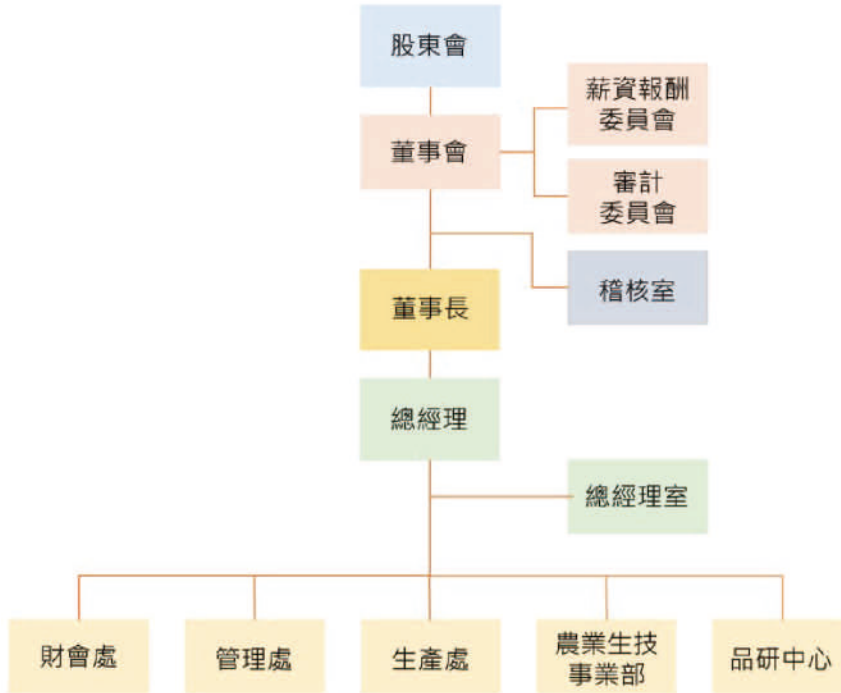 股東會
薪資報酬
委員會
董事會
審計
委員會
稽核室
董事長
總經理
總經理室
財會處
管理處
生產處
農業生技
事業部
品研中心